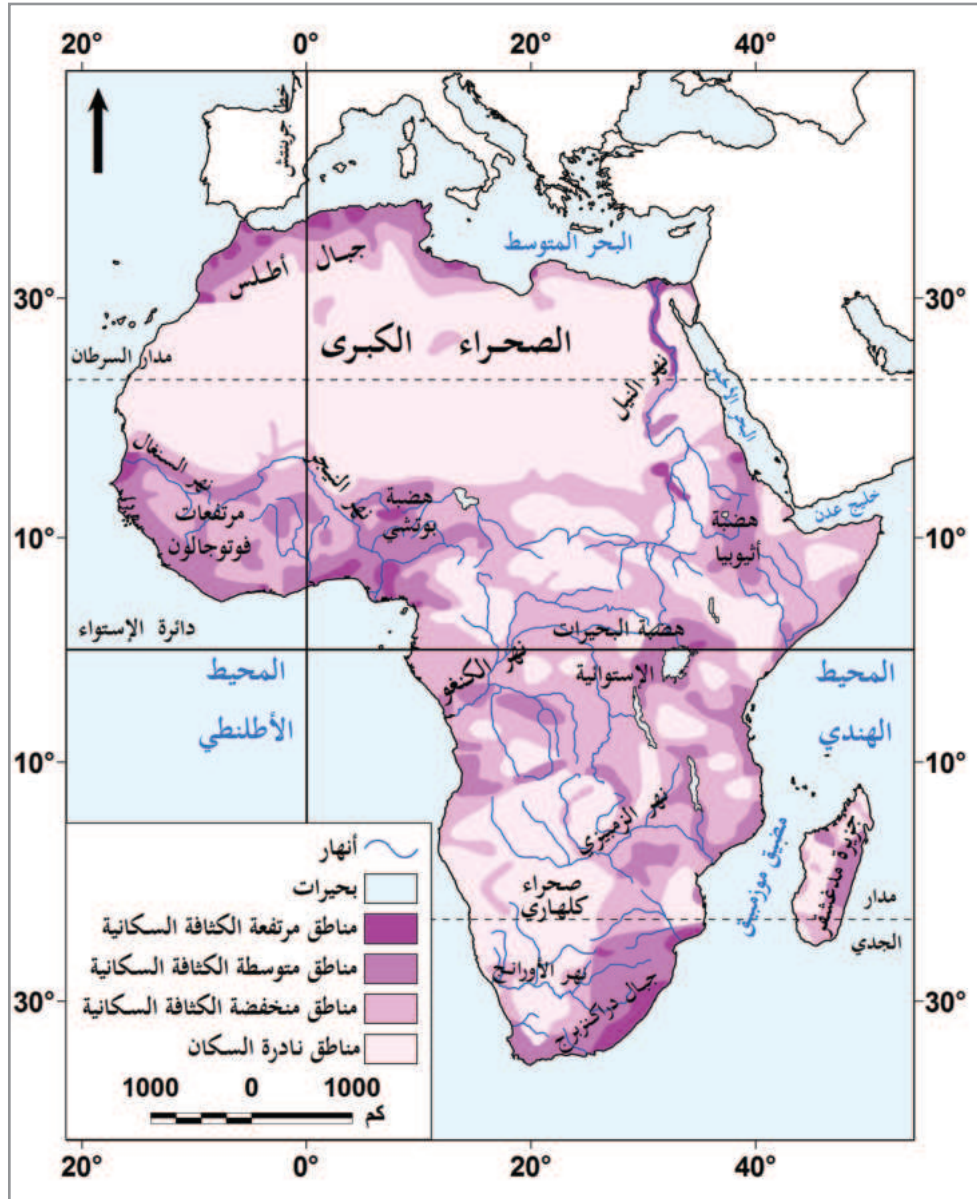 20° 0° 20° 40°
خط جرينتش
البحر المتوسط
جبال أطلس
30° 30°
الصحراء الكبرى
مدار السرطان
نهر النيل
البحر الأحمر
نهر السنغال
نهر النيجر
هضبة
بوتشي
مرتفعات
فوتوجالون
هضبة
أثيوبيا
خليج عدن
10° 10°
دائرة الإستواء
هضبة البحيرات
الإستوائية
نهر الكنغو
المحيط
الأطلنطي
المحيط
الهندي
10° 10°
نهر الزمبيزي
مضيق موزمبيق
جزيرة مدغشقر
صحراء
كلهاري
مدار
الجدي
نهر الأورانج
جبال دراكنزبرج
30° 30°
أنهار
بحيرات
مناطق مرتفعة الكثافة السكانية
مناطق متوسطة الكثافة السكانية
مناطق منخفضة الكثافة السكانية
مناطق نادرة السكان
1000 0 1000
كم
20° 0° 20° 40°